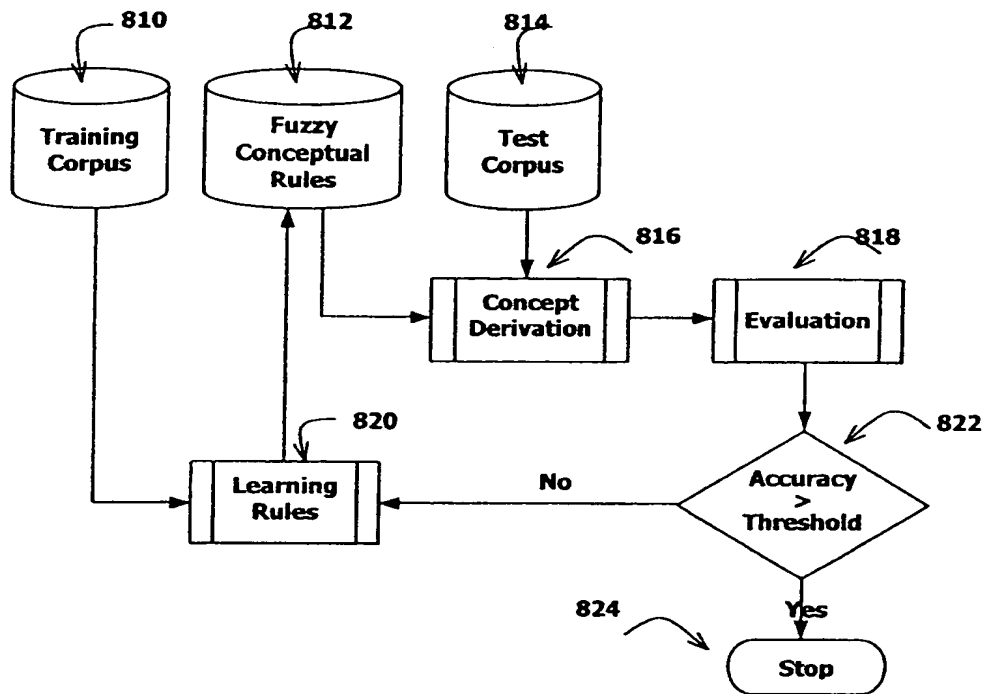 810
812
814
Training
Corpus
Fuzzy
Conceptual
Rules
Test
Corpus
816
818
Concept
Derivation
Evaluation
820
822
Learning
Rules
No
Accuracy
>
Threshold
824
Yes
Stop